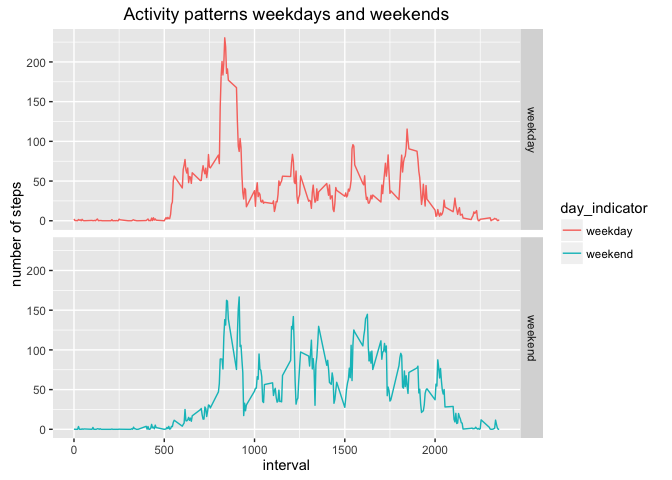 Activity patterns weekdays and weekends
number of steps
200
150
100
50
0
weekday
200
150
100
50
0
weekend
0
500
1000
1500
2000
interval
day_indicator
weekday
weekend